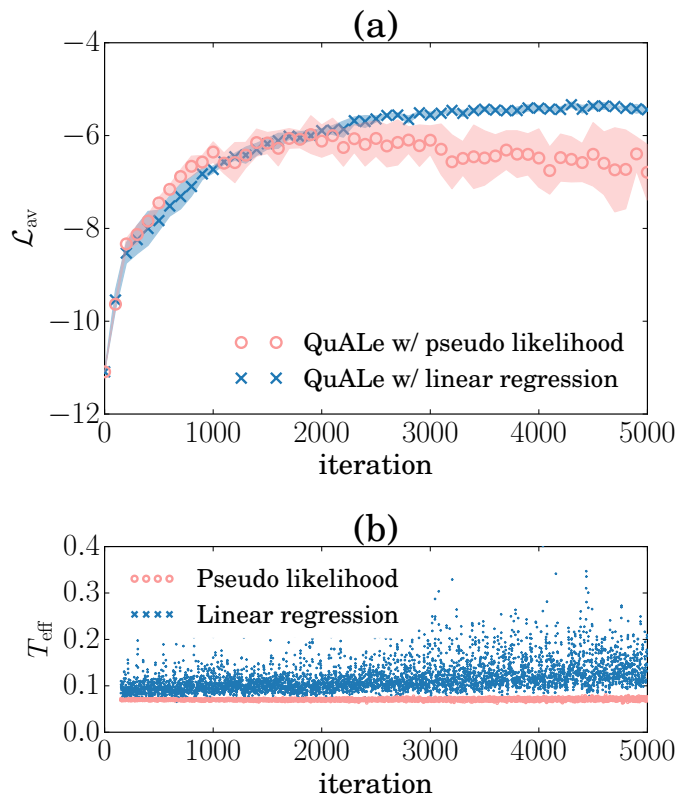 (a)
−4
−6
−8
−10
−12
𝓛av
QuALe w/ pseudo likelihood
QuALe w/ linear regression
0 1000 2000 3000 4000 5000
iteration
(b)
0.4
0.3
0.2
0.1
0.0
Teff
Pseudo likelihood
Linear regression
0 1000 2000 3000 4000 5000
iteration